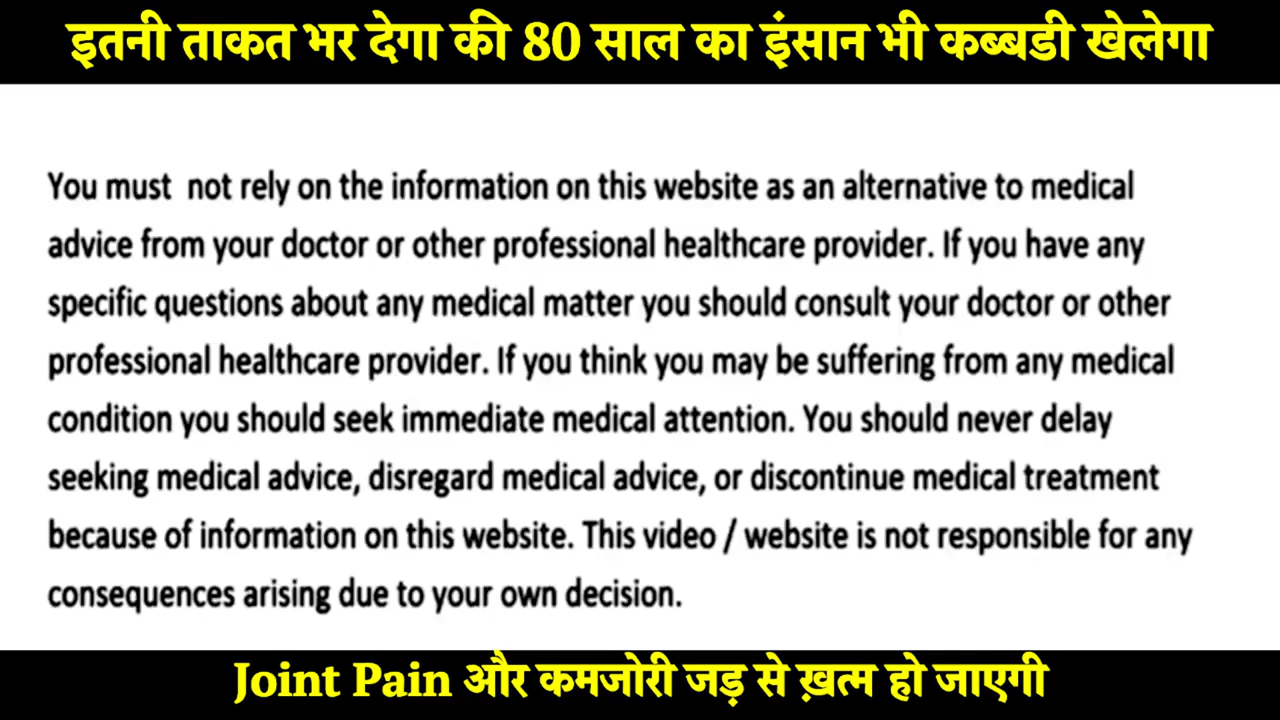 इतनी ताकत भर देगा की 80 साल का इंसान भी कब्बडी खेलेगा
You must  not rely on the information on this website as an alternative to medical
advice from your doctor or other professional healthcare provider. If you have any
specific questions about any medical matter you should consult your doctor or other
professional healthcare provider. If you think you may be suffering from any medical
condition you should seek immediate medical attention. You should never delay
seeking medical advice, disregard medical advice, or discontinue medical treatment
because of information on this website. This video / website is not responsible for any
consequences arising due to your own decision.
Joint Pain और कमजोरी जड़ से ख़त्म हो जाएगी